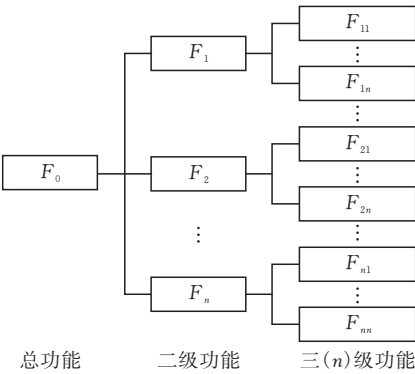 F₀
F₁
F₂
⋮
Fₙ
F₁₁
⋮
F₁ₙ
⋮
F₂₁
⋮
F₂ₙ
⋮
Fₙ₁
⋮
Fₙₙ
总功能 二级功能 三(n)级功能